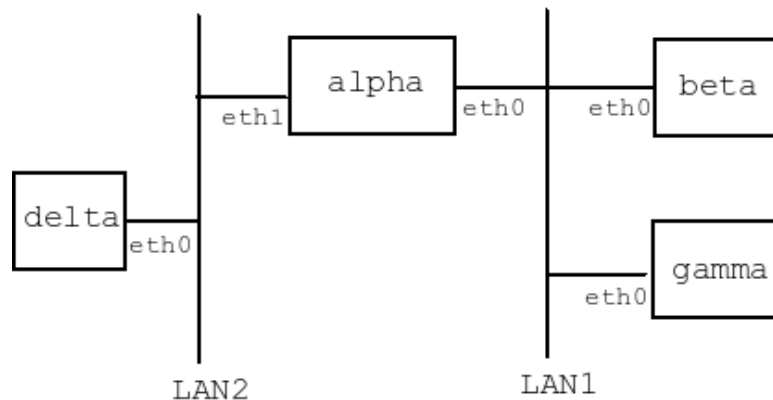 alpha
beta
eth1
eth0
eth0
delta
eth0
gamma
eth0
LAN2
LAN1